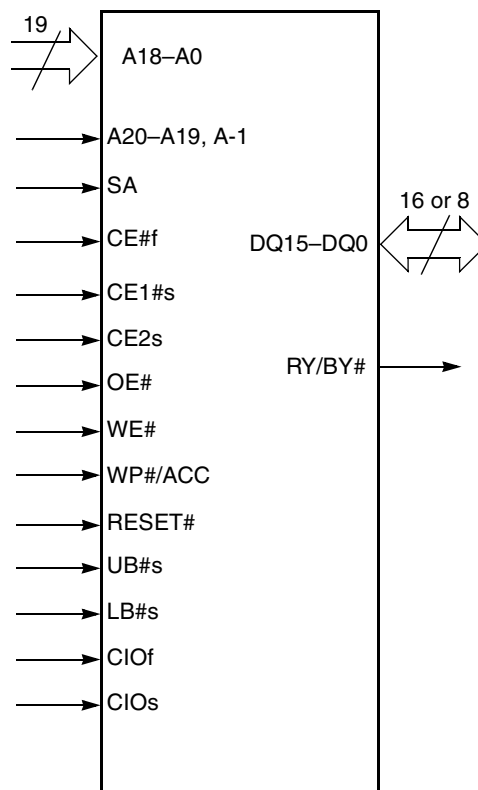 19
A18–A0
A20–A19, A-1
SA
16 or 8
CE#f
DQ15–DQ0
CE1#s
CE2s
RY/BY#
OE#
WE#
WP#/ACC
RESET#
UB#s
LB#s
CIOf
CIOs